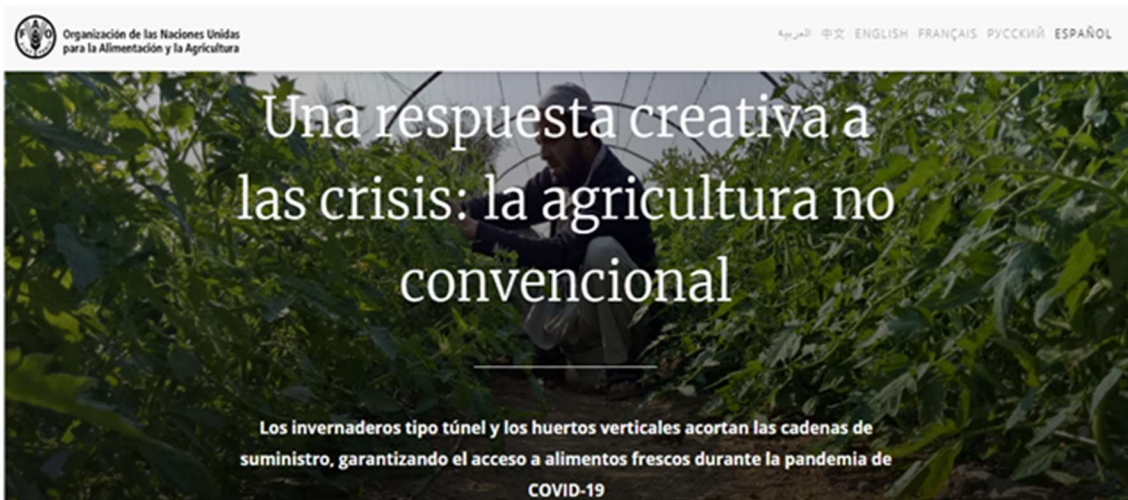 FAO
Organización de las Naciones Unidas
para la Alimentación y la Agricultura
العربية 中文 ENGLISH FRANÇAIS РУССКИЙ ESPAÑOL
Una respuesta creativa a
las crisis: la agricultura no
convencional
Los invernaderos tipo túnel y los huertos verticales acortan las cadenas de
suministro, garantizando el acceso a alimentos frescos durante la pandemia de
COVID-19